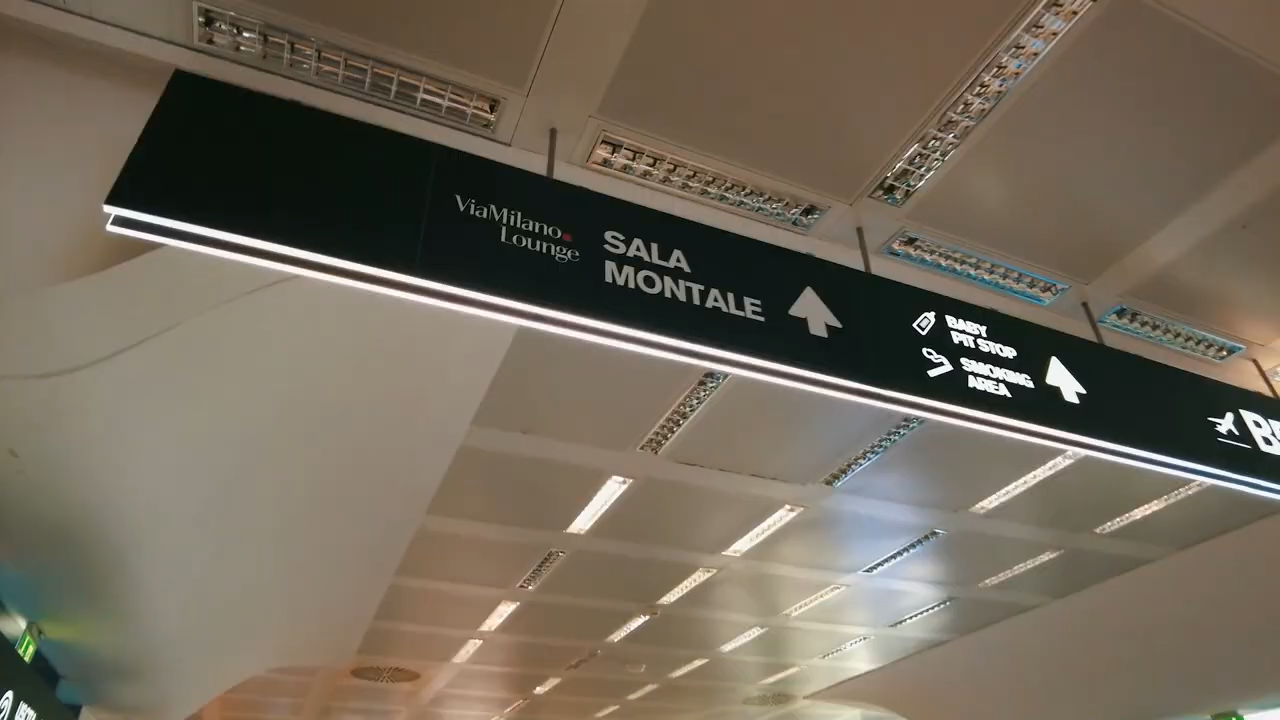 ViaMilano
Lounge
SALA
MONTALE
BABY
PIT STOP
SMOKING
AREA